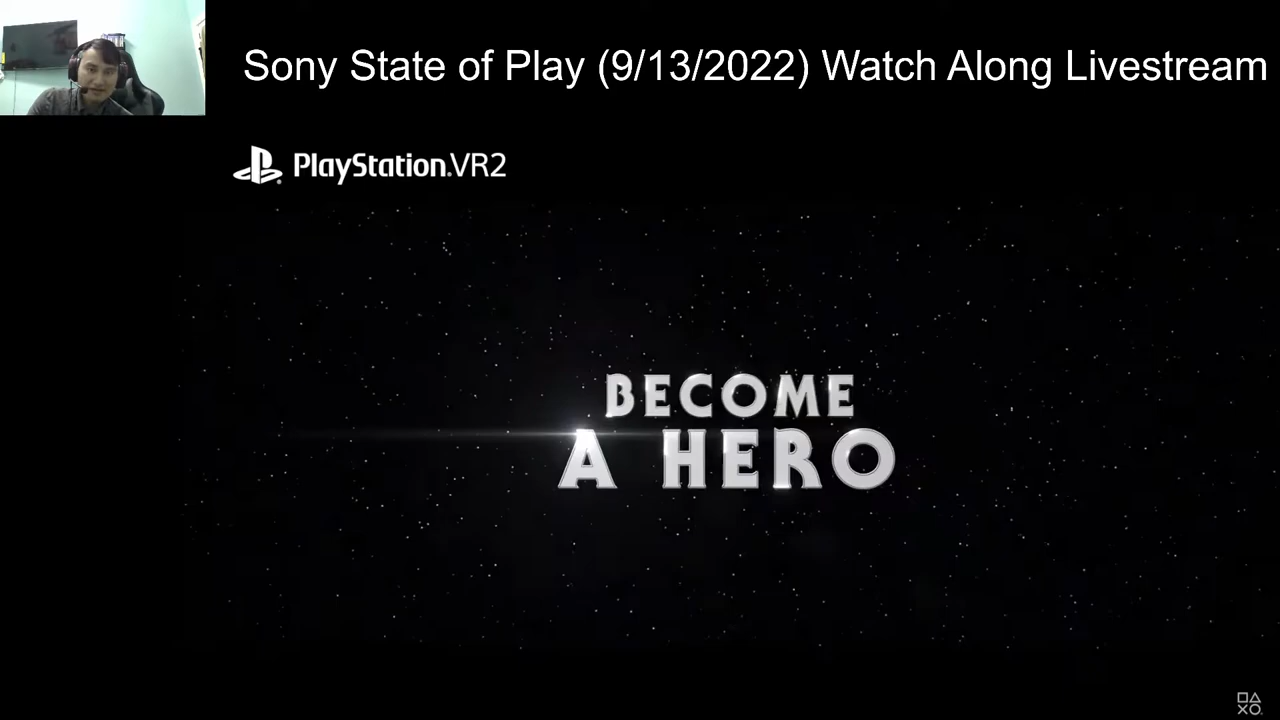 Sony State of Play (9/13/2022) Watch Along Livestream
PlayStation.VR2
BECOME
A HERO